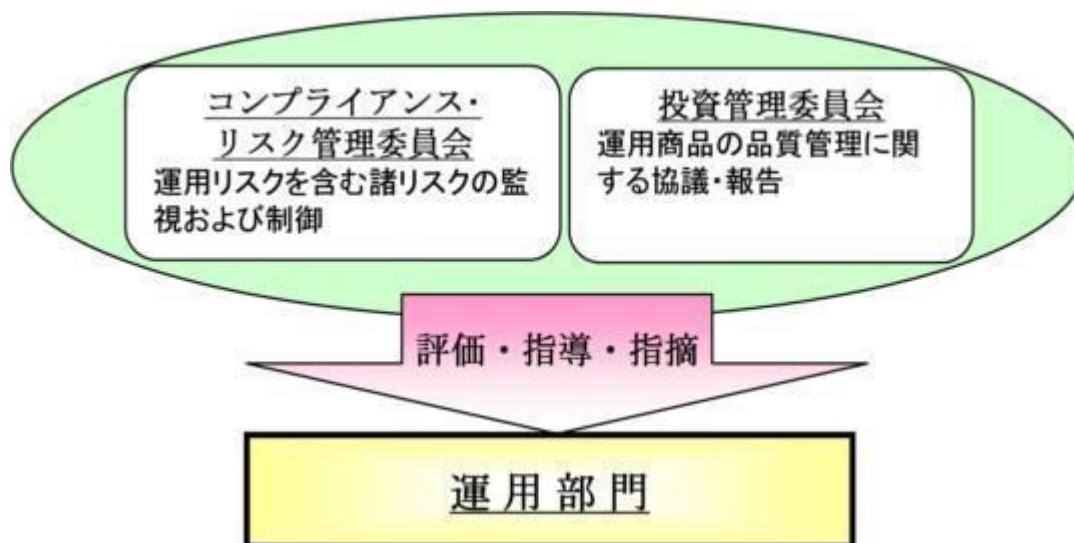 コンプライアンス・
リスク管理委員会
運用リスクを含む諸リスクの監
視および制御
投資管理委員会
運用商品の品質管理に関
する協議・報告
評価・指導・指摘
運用部門